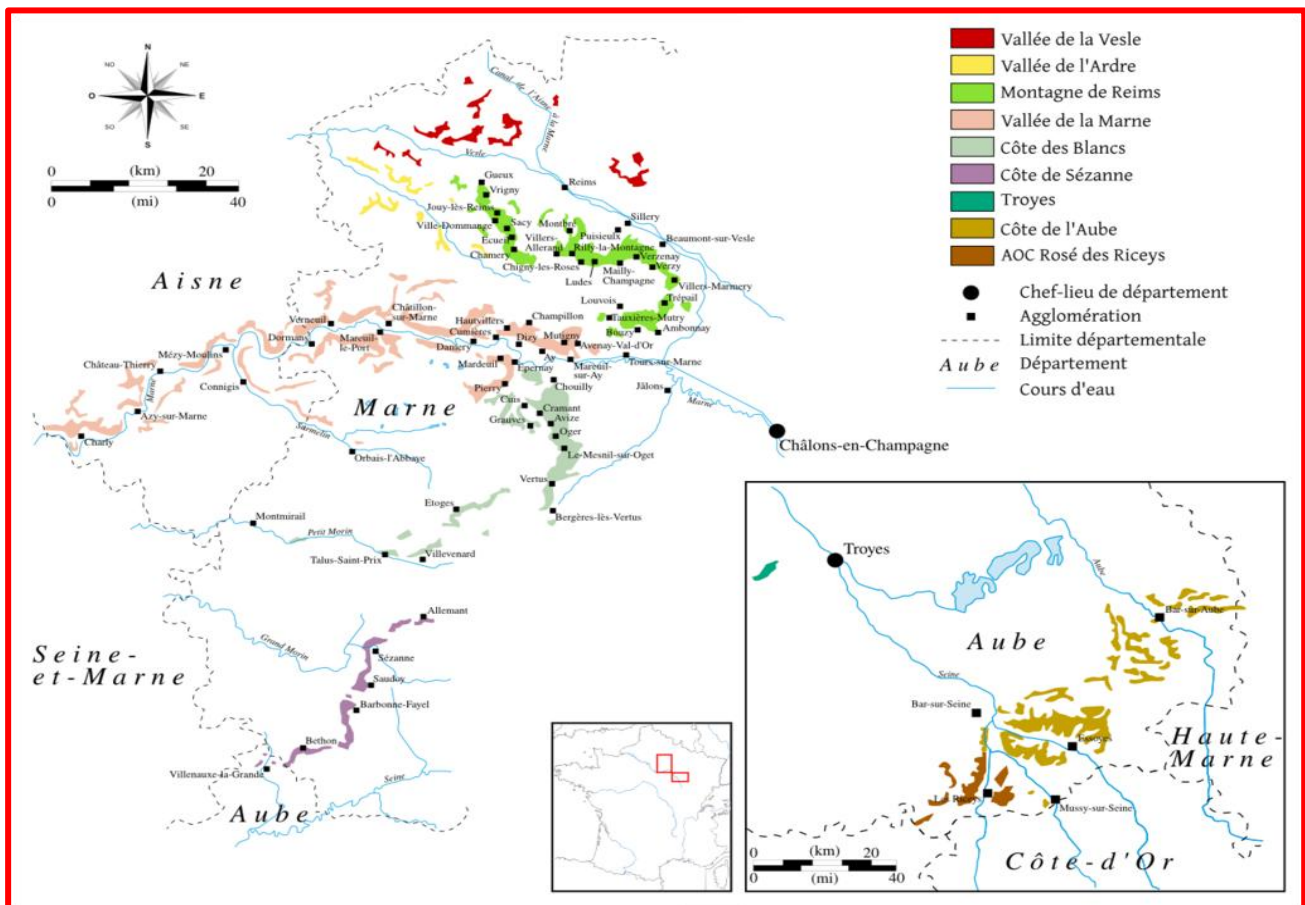 N
NO
NE
O
E
SO
SE
S
0 (km) 20
0 (mi) 40
Vallée de la Vesle
Vallée de l'Ardre
Montagne de Reims
Vallée de la Marne
Côte des Blancs
Côte de Sézanne
Troyes
Côte de l'Aube
AOC Rosé des Riceys
Chef-lieu de département
Agglomération
Limite départementale
Aube Département
Cours d'eau
Canal de l'Aisne à la Marne
Vesle
Reims
Gueux
Vrigny
Jouy-lès-Reims
Ville-Dommange
Sacy
Écueil
Chamery
Villers-Allerand
Montbré
Puisieulx
Sillery
Rilly-la-Montagne
Beaumont-sur-Vesle
Chigny-les-Roses
Ludes
Mailly-Champagne
Verzenay
Verzy
Villers-Marmery
Trépail
Louvois
Tauxières-Mutry
Bouzy
Ambonnay
Aisne
Verneuil
Châtillon-sur-Marne
Hautvillers
Champillon
Cumières
Dormans
Mareuil-le-Port
Damery
Dizy
Mutigny
Avenay-Val-d'Or
Mézy-Moulins
Château-Thierry
Marne
Connigis
Mardeuil
Epernay
Ay
Mareuil-sur-Ay
Tours-sur-Marne
Pierry
Chouilly
Jâlons
Marne
Marne
Cuis
Cramant
Grauves
Avize
Oger
Azy-sur-Marne
Charly
Surmelin
Orbais-l'Abbaye
Le-Mesnil-sur-Oget
Châlons-en-Champagne
Vertus
Etoges
Bergères-lès-Vertus
Montmirail
Petit Morin
Talus-Saint-Prix
Villevenard
Allemant
Grand Morin
Sézanne
Seine-
et-Marne
Saudoy
Barbonne-Fayel
Bethon
Villenauxe-la-Grande
Seine
Aube
Troyes
Aube
Bar-sur-Aube
Aube
Seine
Bar-sur-Seine
Essoyes
Haute-
Marne
Les Riceys
Mussy-sur-Seine
Côte-d'Or
0 (km) 20
0 (mi) 40